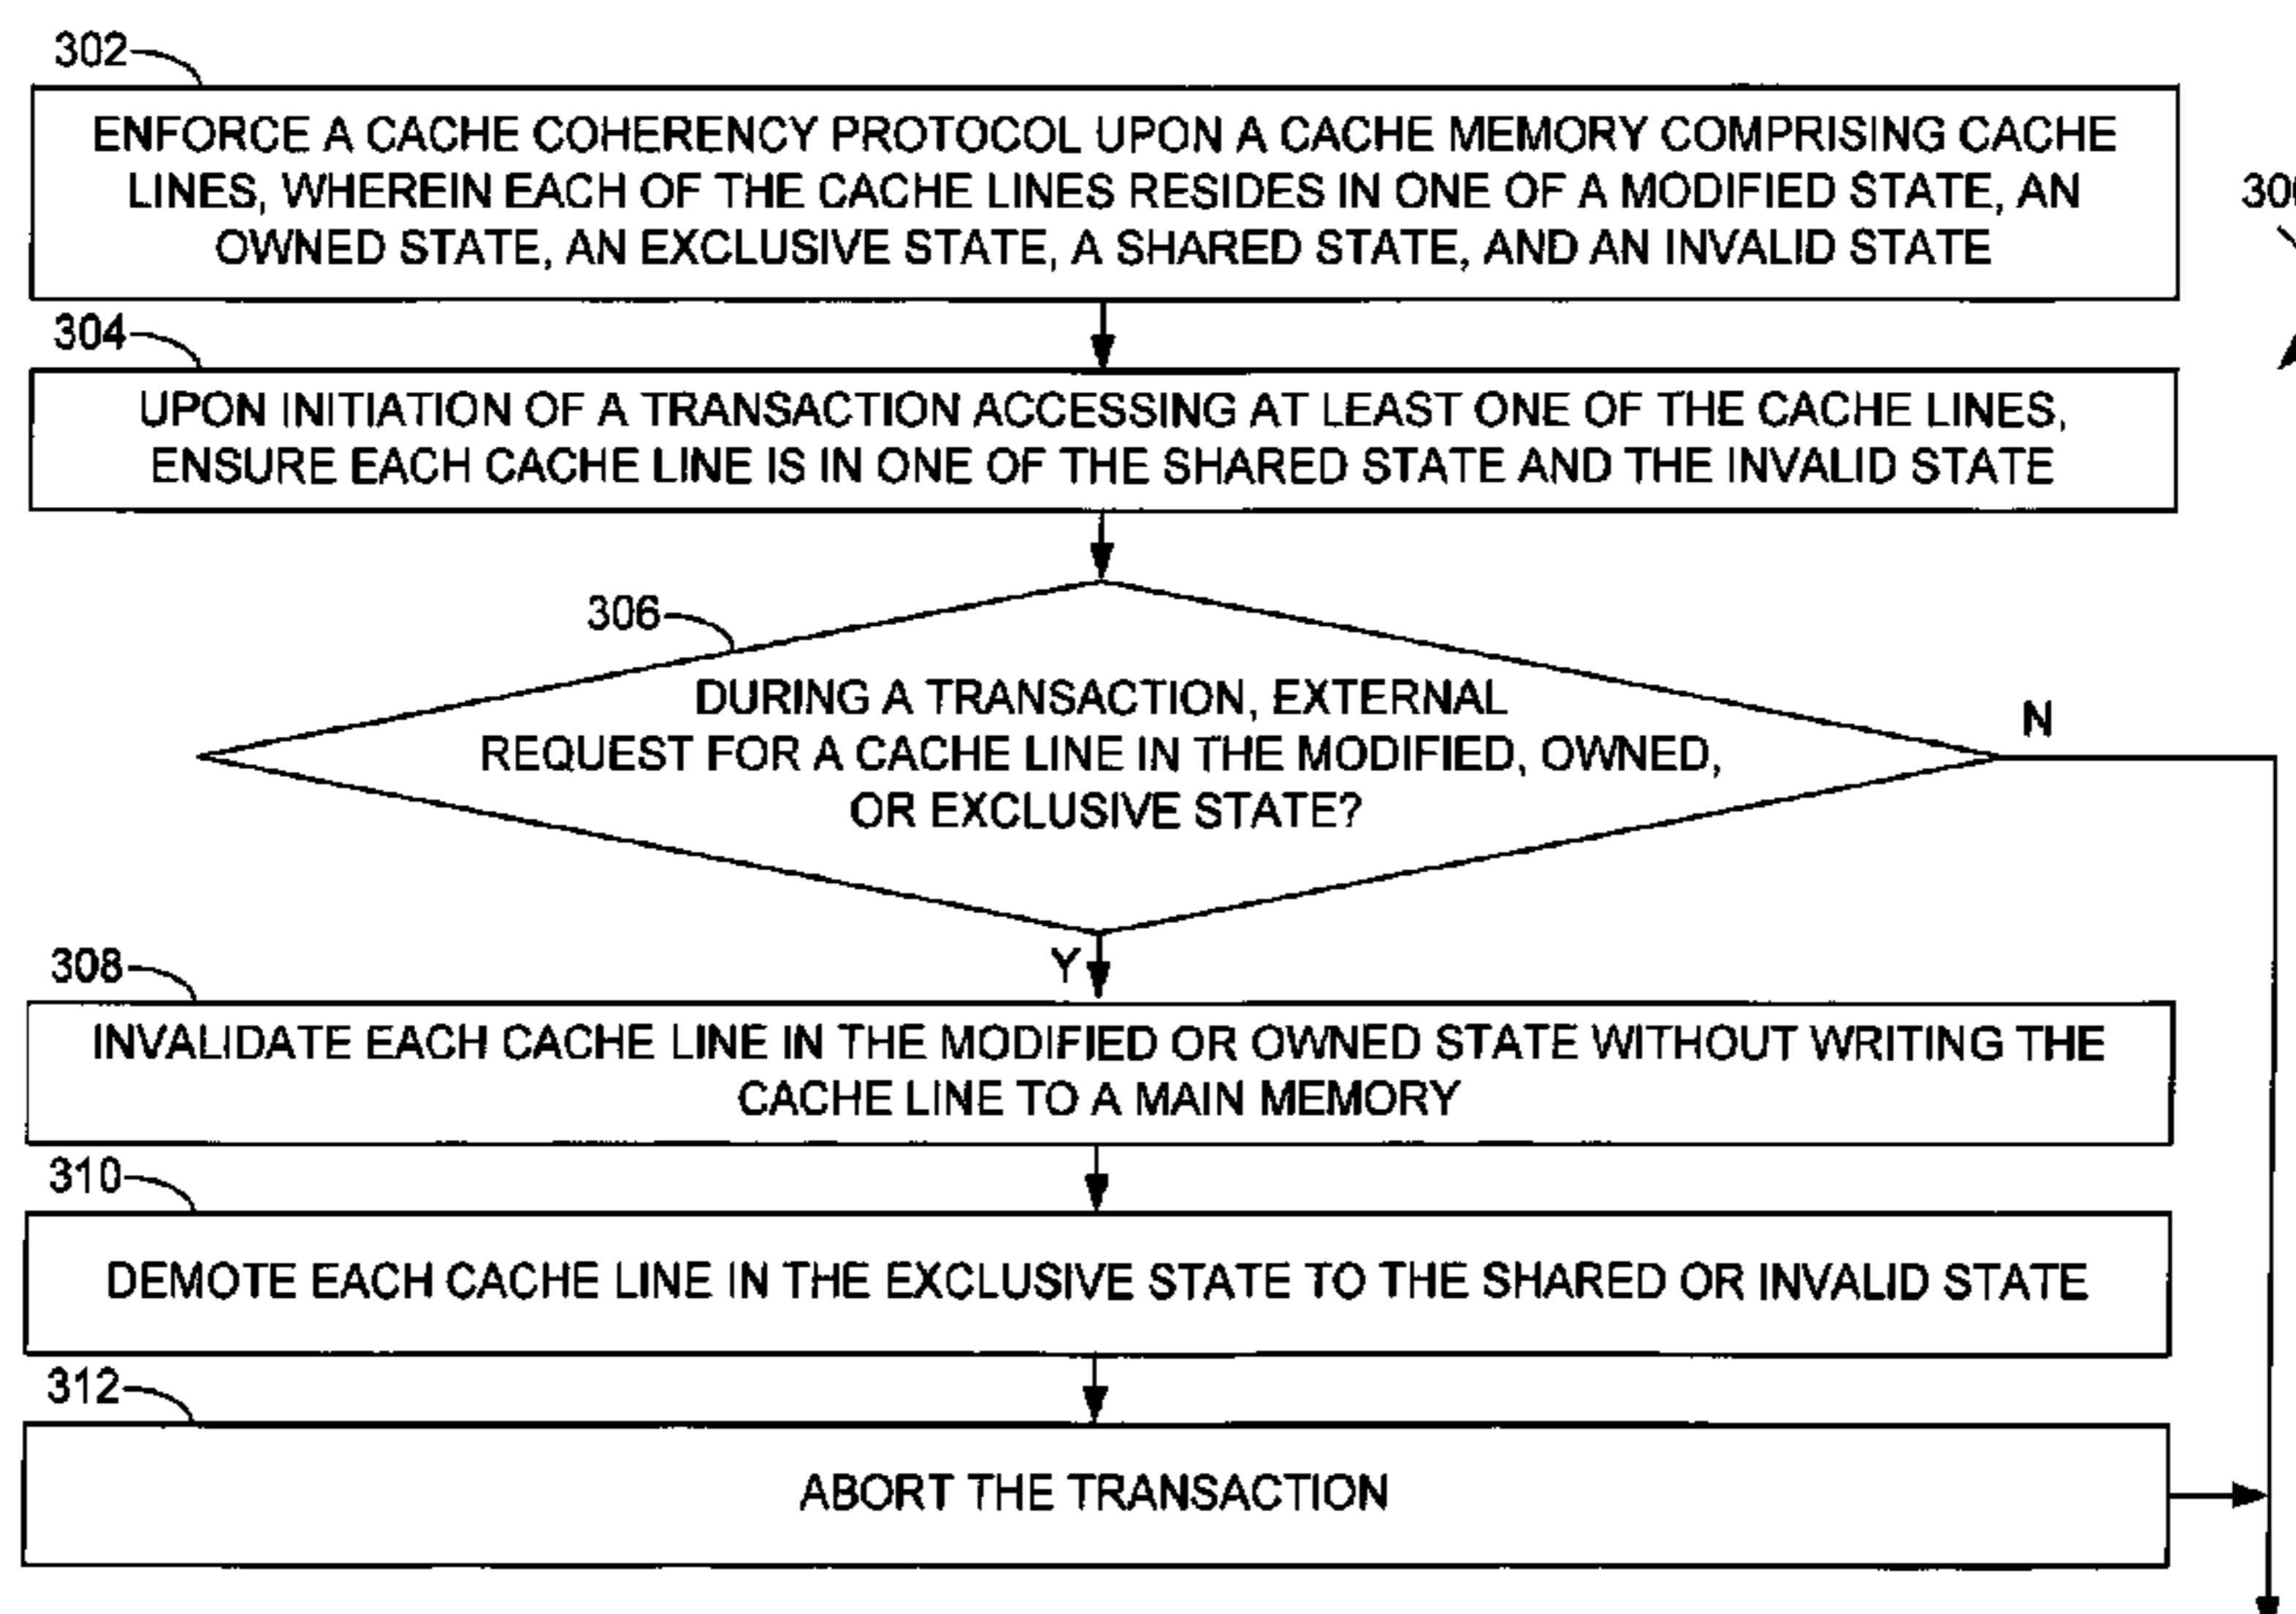 302
ENFORCE A CACHE COHERENCY PROTOCOL UPON A CACHE MEMORY COMPRISING CACHE
LINES, WHEREIN EACH OF THE CACHE LINES RESIDES IN ONE OF A MODIFIED STATE, AN
OWNED STATE, AN EXCLUSIVE STATE, A SHARED STATE, AND AN INVALID STATE
304
UPON INITIATION OF A TRANSACTION ACCESSING AT LEAST ONE OF THE CACHE LINES,
ENSURE EACH CACHE LINE IS IN ONE OF THE SHARED STATE AND THE INVALID STATE
306
DURING A TRANSACTION, EXTERNAL
REQUEST FOR A CACHE LINE IN THE MODIFIED, OWNED,
OR EXCLUSIVE STATE?
N
Y
308
INVALIDATE EACH CACHE LINE IN THE MODIFIED OR OWNED STATE WITHOUT WRITING THE
CACHE LINE TO A MAIN MEMORY
310
DEMOTE EACH CACHE LINE IN THE EXCLUSIVE STATE TO THE SHARED OR INVALID STATE
312
ABORT THE TRANSACTION